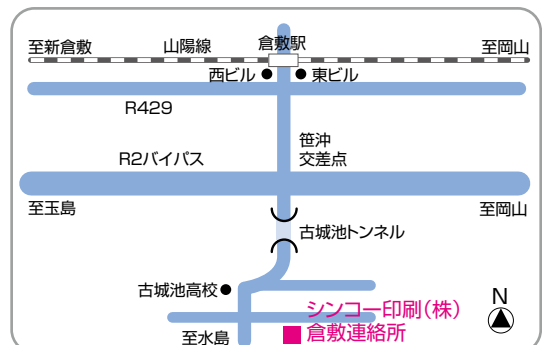 至新倉敷
山陽線
倉敷駅
至岡山
西ビル
東ビル
R429
笹沖
交差点
R2バイパス
至玉島
至岡山
古城池トンネル
古城池高校
シンコー印刷(株)
倉敷連絡所
N
至水島